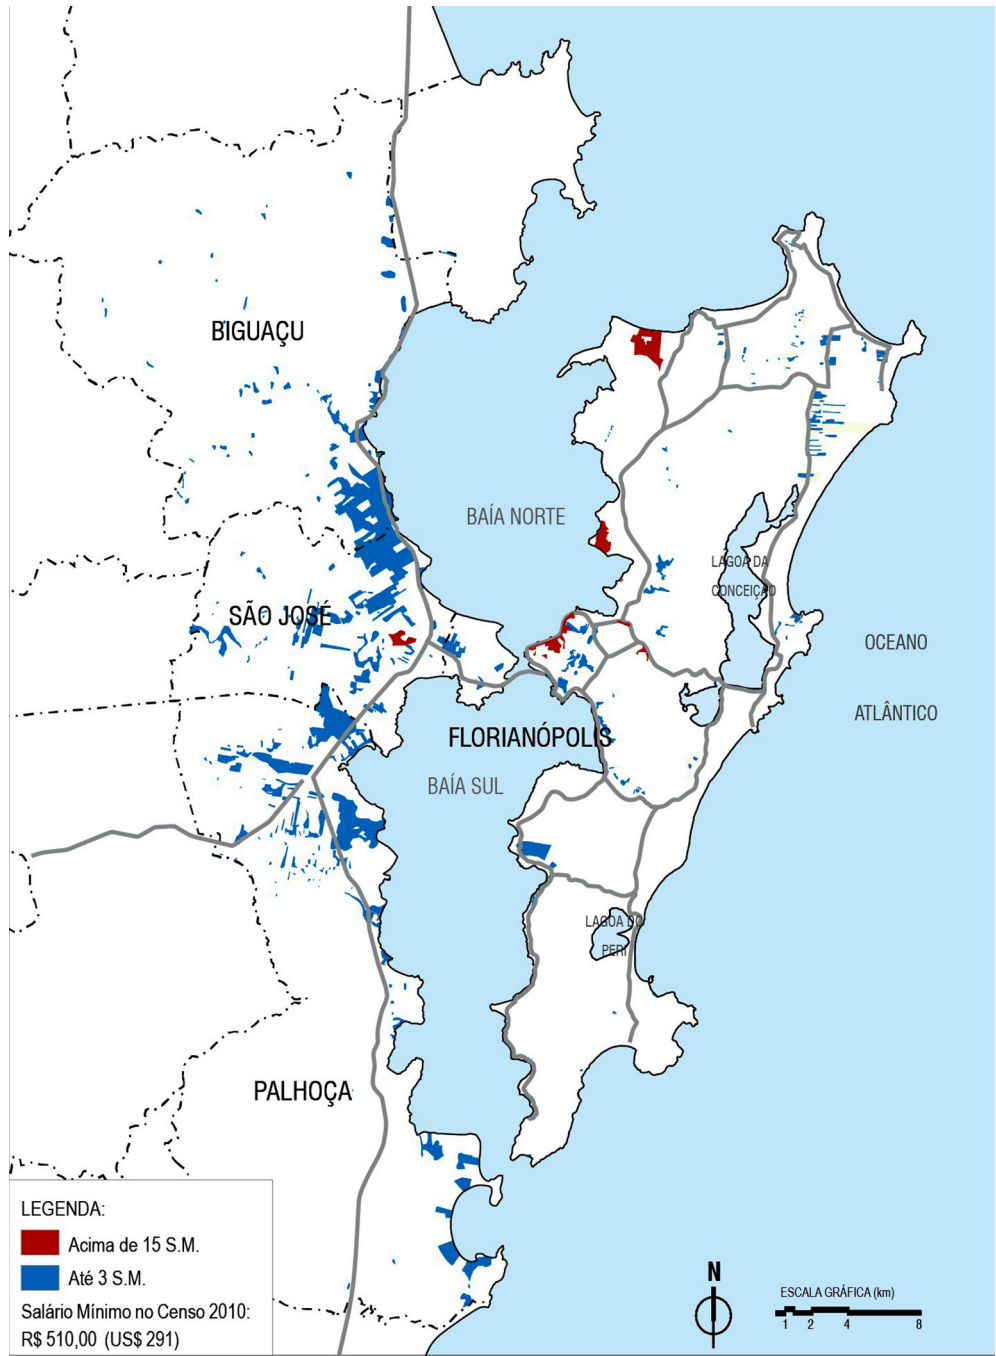 BIGUAÇU
BAÍA NORTE
LAGOA DA
CONCEIÇÃO
SÃO JOSÉ
OCEANO
ATLÂNTICO
FLORIANÓPOLIS
BAÍA SUL
LAGOA DO
PERI
PALHOÇA
LEGENDA:
Acima de 15 S.M.
Até 3 S.M.
Salário Mínimo no Censo 2010:
R$ 510,00 (US$ 291)
N
ESCALA GRÁFICA (km)
1 2 4 8